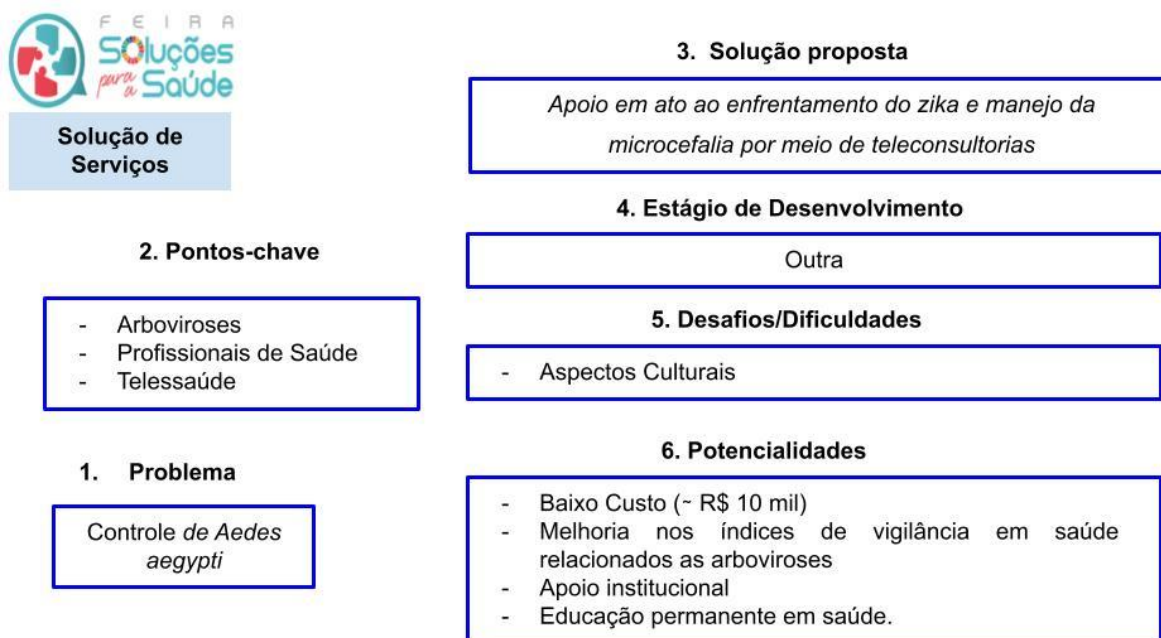 FEIRA
SOluções
para a
Saúde
Solução de
Serviços
2. Pontos-chave
- Arboviroses
- Profissionais de Saúde
- Telessaúde
1. Problema
Controle de Aedes
aegypti
3. Solução proposta
Apoio em ato ao enfrentamento do zika e manejo da
microcefalia por meio de teleconsultorias
4. Estágio de Desenvolvimento
Outra
5. Desafios/Dificuldades
- Aspectos Culturais
6. Potencialidades
- Baixo Custo (~ R$ 10 mil)
- Melhoria nos índices de vigilância em saúde
relacionados as arboviroses
- Apoio institucional
- Educação permanente em saúde.